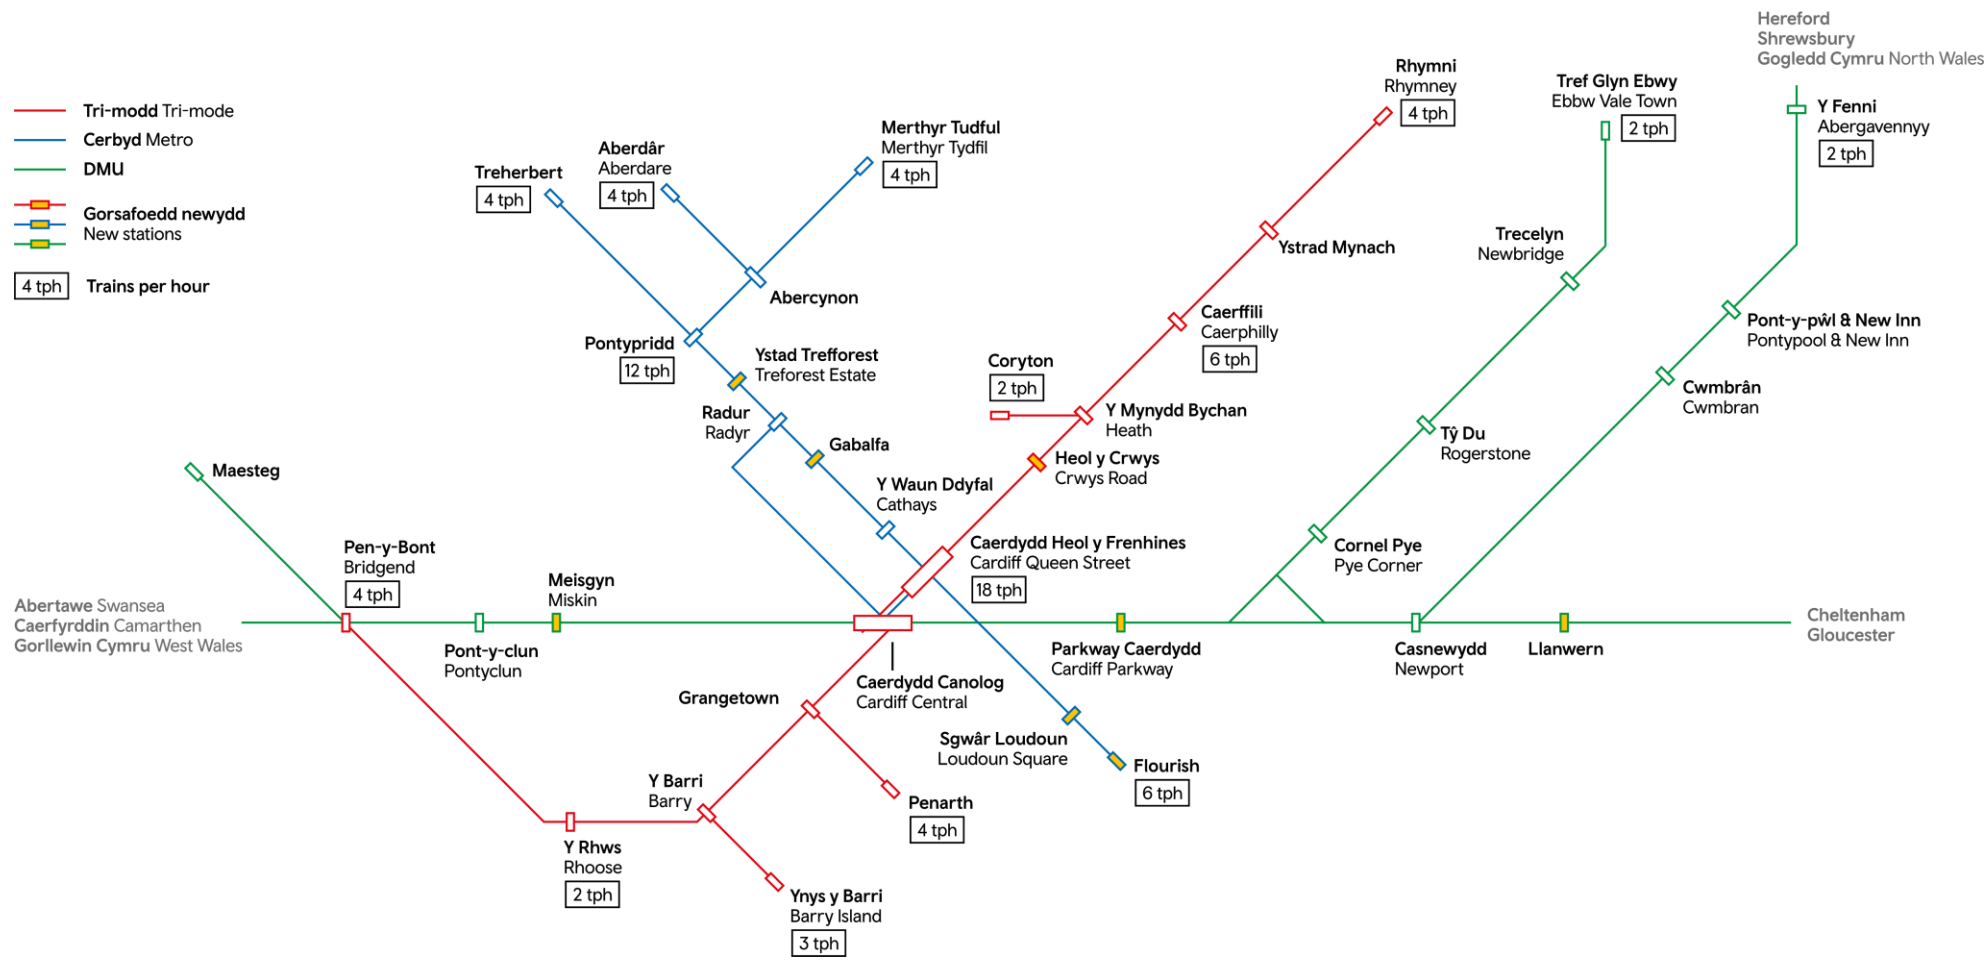 Tri-modd Tri-mode
Cerbyd Metro
DMU
Gorsafoedd newydd
New stations
4 tph
Trains per hour
Treherbert
4 tph
Aberdâr
Aberdare
4 tph
Merthyr Tudful
Merthyr Tydfil
4 tph
Rhymni
Rhymney
4 tph
Tref Glyn Ebwy
Ebbw Vale Town
2 tph
Hereford
Shrewsbury
Gogledd Cymru North Wales
Y Fenni
Abergavennyy
2 tph
Abercynon
Pontypridd
12 tph
Ystad Trefforest
Treforest Estate
Radur
Radyr
Gabalfa
Y Waun Ddyfal
Cathays
Ystrad Mynach
Caerffili
Caerphilly
6 tph
Coryton
2 tph
Y Mynydd Bychan
Heath
Heol y Crwys
Crwys Road
Caerdydd Heol y Frenhines
Cardiff Queen Street
18 tph
Trecelyn
Newbridge
Tŷ Du
Rogerstone
Cornel Pye
Pye Corner
Pont-y-pŵl & New Inn
Pontypool & New Inn
Cwmbrân
Cwmbran
Maesteg
Pen-y-Bont
Bridgend
4 tph
Abertawe Swansea
Caerfyrddin Camarthen
Gorllewin Cymru West Wales
Pont-y-clun
Pontyclun
Meisgyn
Miskin
Caerdydd Canolog
Cardiff Central
Parkway Caerdydd
Cardiff Parkway
Casnewydd
Newport
Llanwern
Cheltenham
Gloucester
Grangetown
Sgwâr Loudoun
Loudoun Square
Flourish
6 tph
Penarth
4 tph
Y Barri
Barry
Y Rhws
Rhoose
2 tph
Ynys y Barri
Barry Island
3 tph